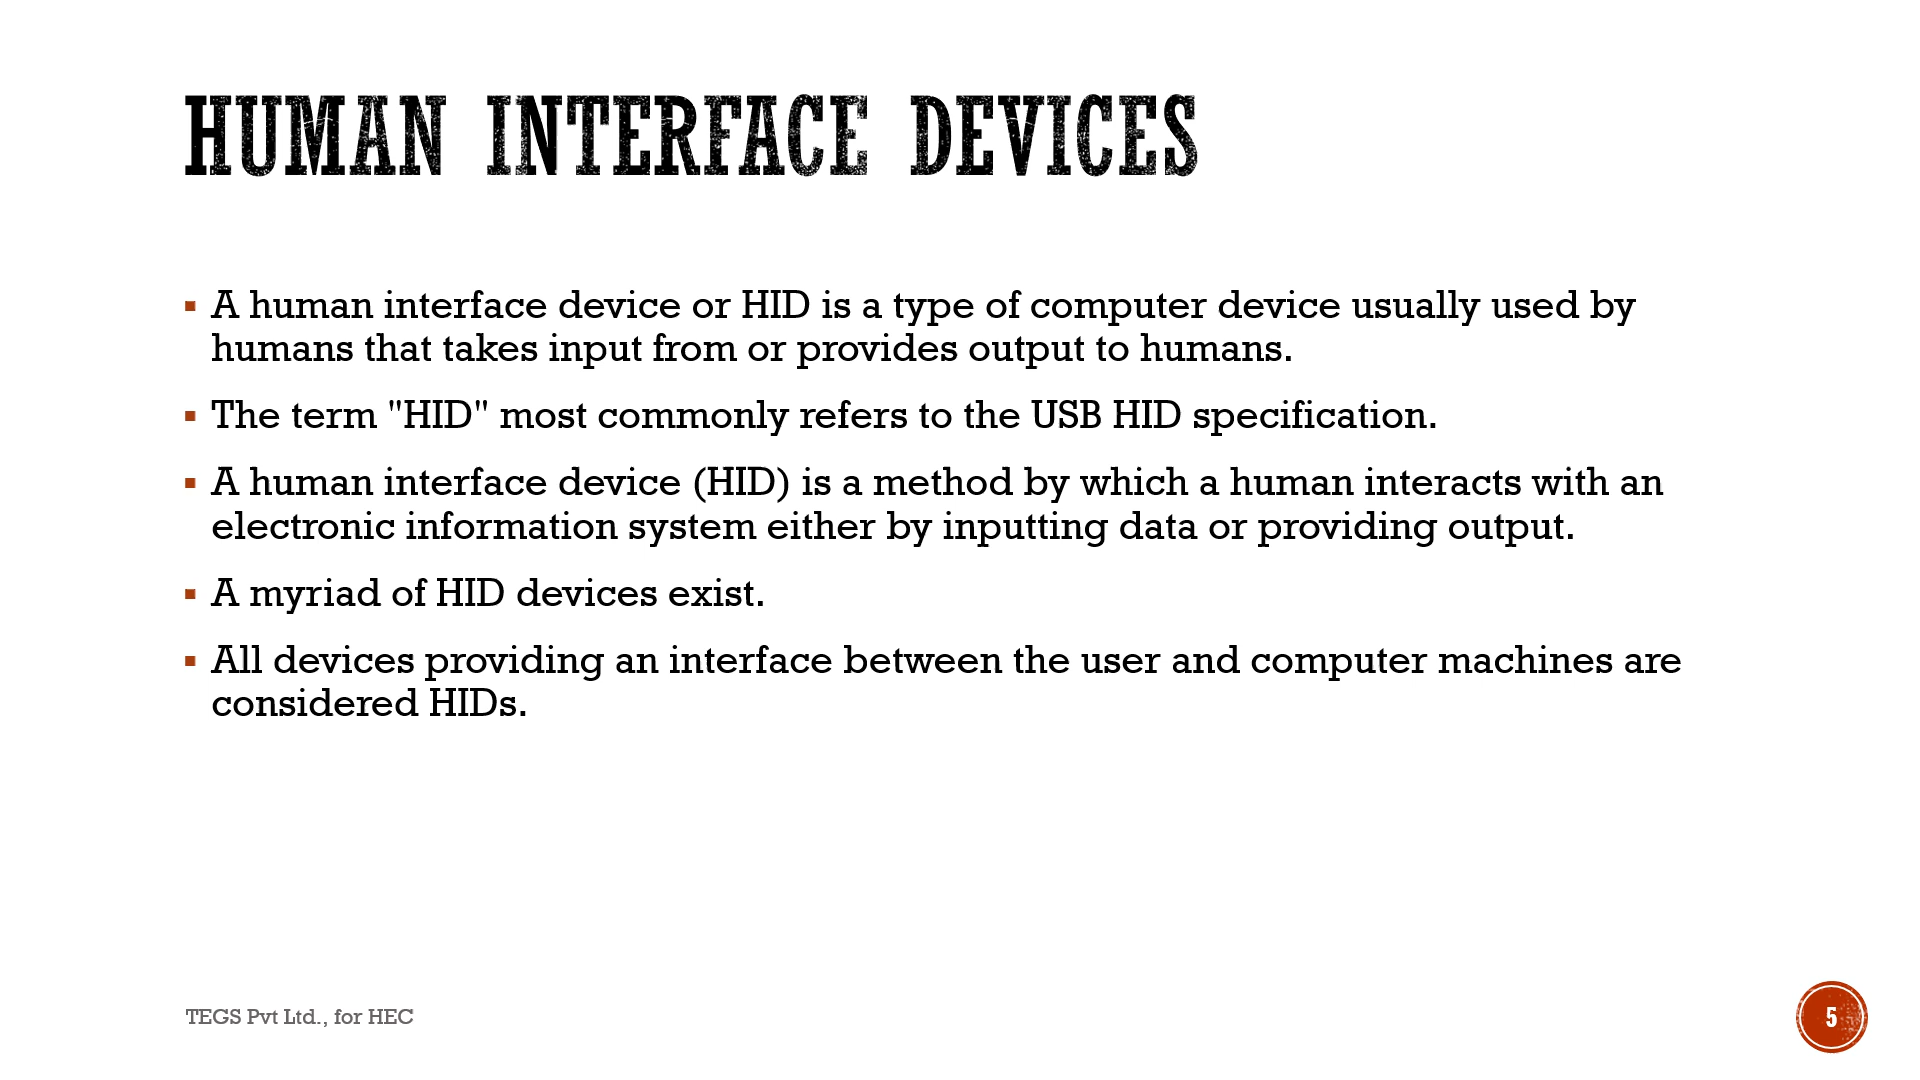 HUMAN INTERFACE DEVICES
▪ A human interface device or HID is a type of computer device usually used by
humans that takes input from or provides output to humans.
▪ The term "HID" most commonly refers to the USB HID specification.
▪ A human interface device (HID) is a method by which a human interacts with an
electronic information system either by inputting data or providing output.
▪ A myriad of HID devices exist.
▪ All devices providing an interface between the user and computer machines are
considered HIDs.
TEGS Pvt Ltd., for HEC
5